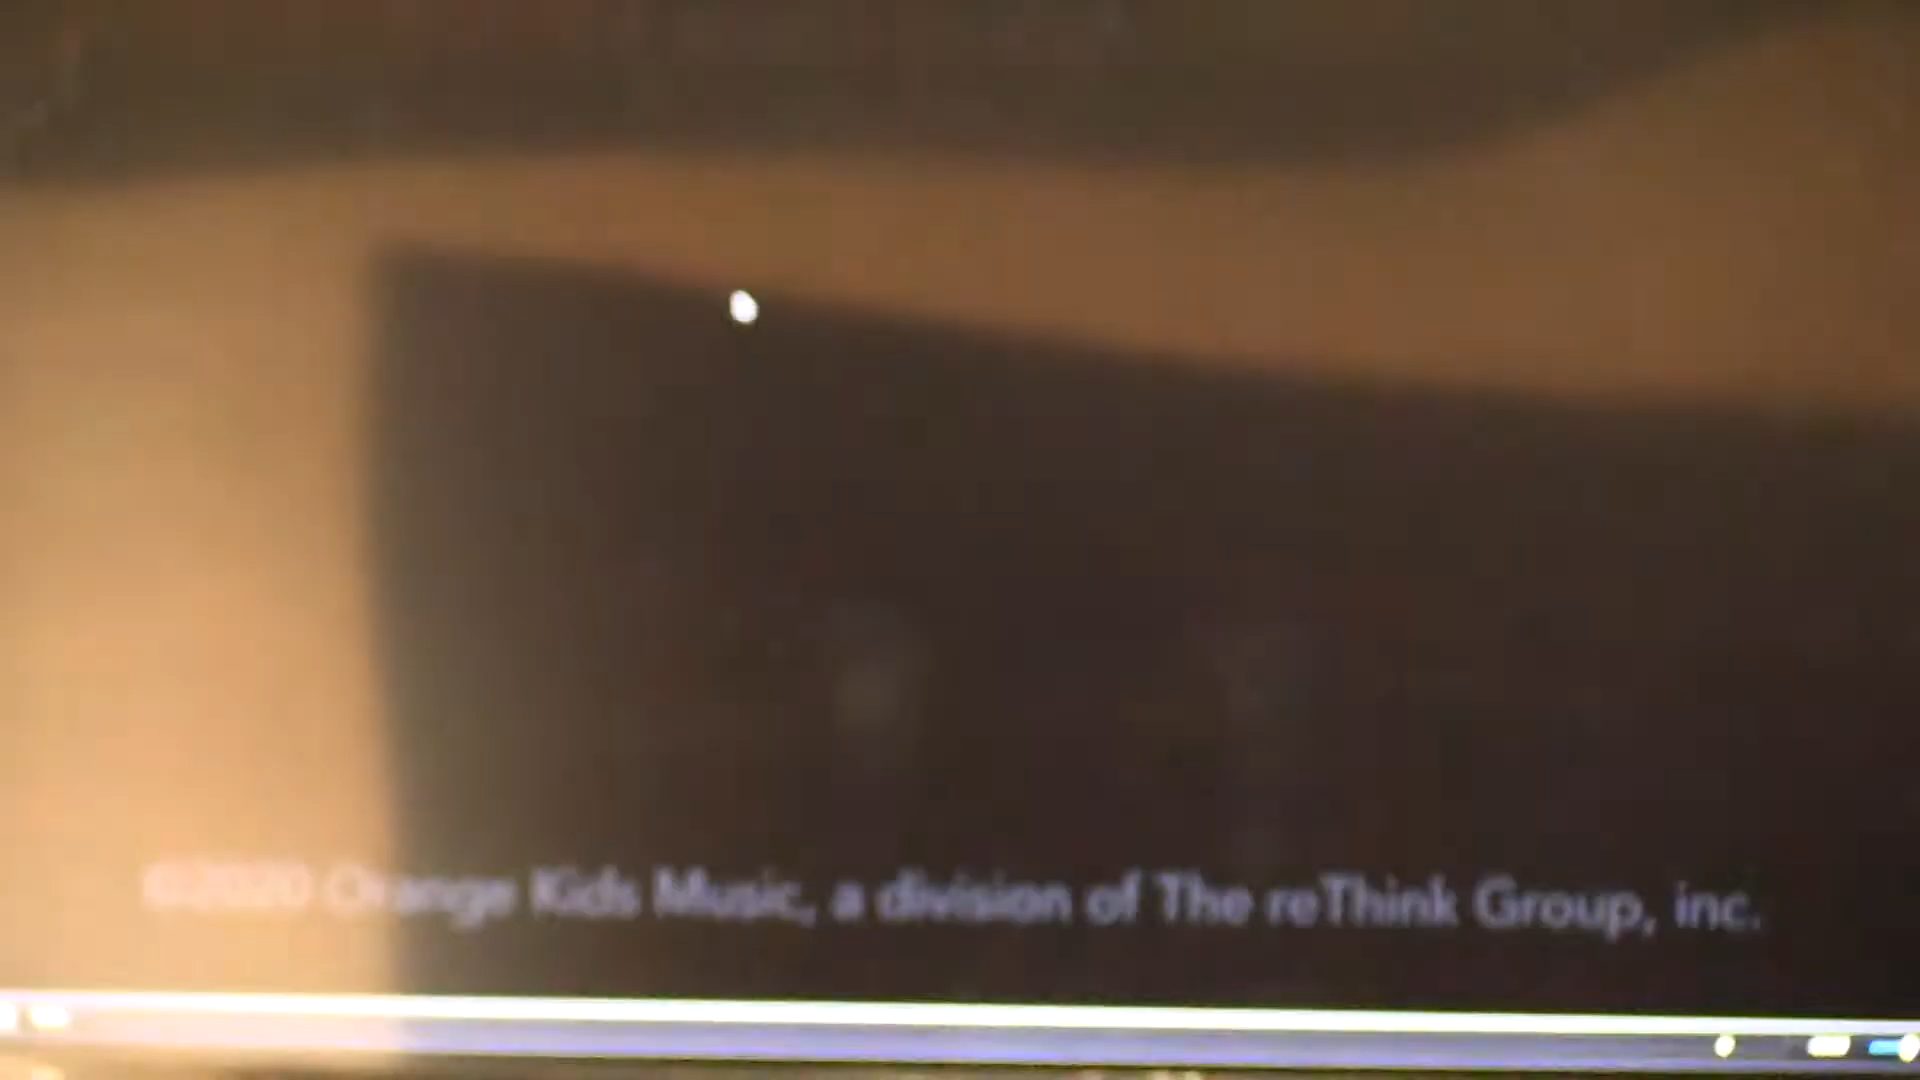 ©2020 Orange Kids Music, a division of The reThink Group, inc.